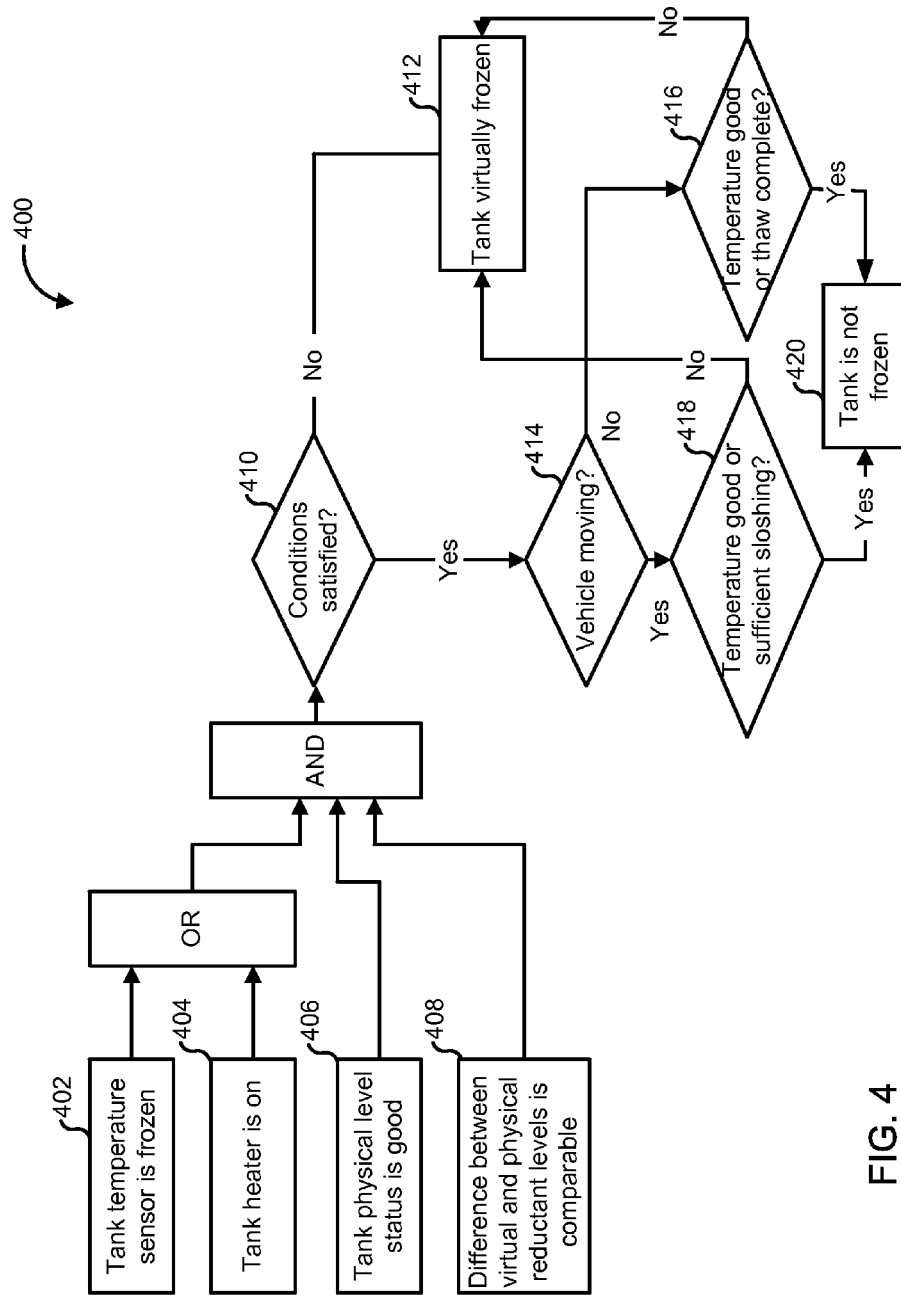 400
402
Tank temperature
sensor is frozen
404
Tank heater is on
406
Tank physical level
status is good
408
Difference between
virtual and physical
reductant levels is
comparable
OR
AND
410
Conditions
satisfied?
No
Yes
412
Tank virtually frozen
414
Vehicle moving?
No
Yes
416
Temperature good
or thaw complete?
No
Yes
418
Temperature good or
sufficient sloshing?
No
Yes
420
Tank is not
frozen
FIG. 4